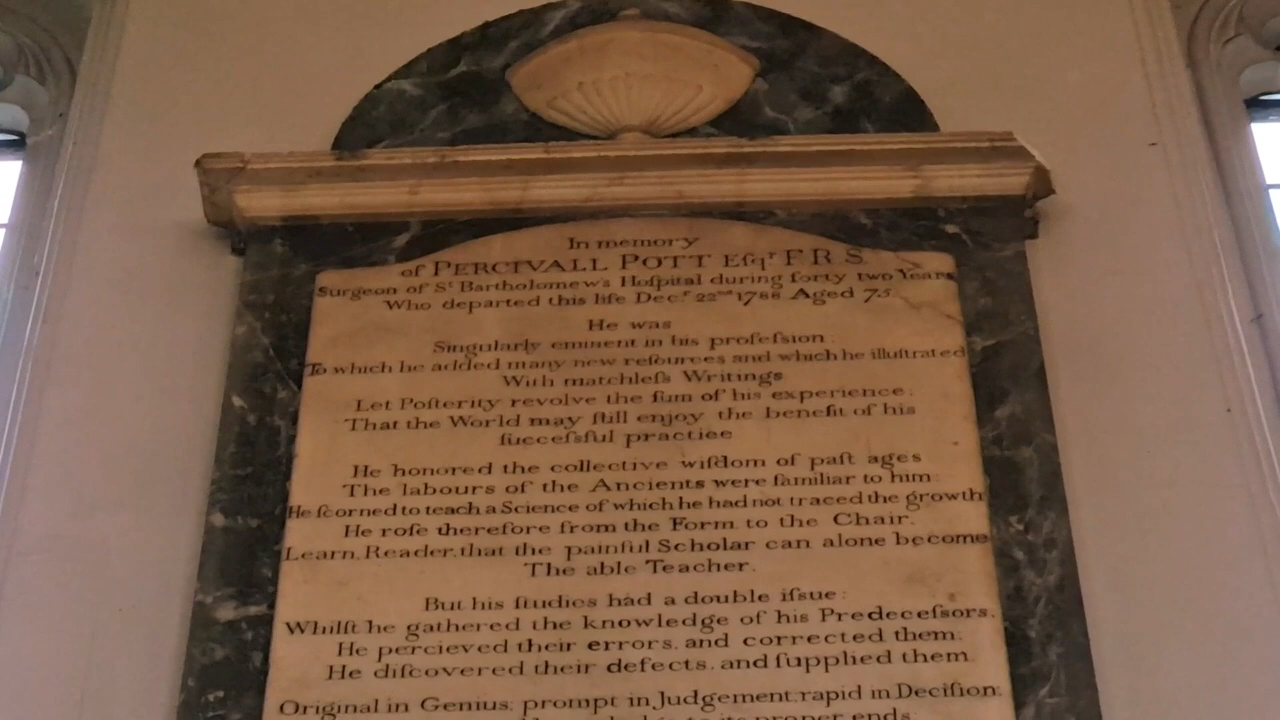 In memory
of PERCIVALL POTT Eſqʳ F R S.
Surgeon of Sᵗ Bartholomew's Hoſpital during forty two Years
Who departed this life Decʳ 22ⁿᵈ 1788 Aged 75.
He was
Singularly eminent in his profeſsion:
To which he added many new reſources and which he illuſtrated
With matchleſs Writings
Let Poſterity revolve the ſum of his experience:
That the World may ſtill enjoy the benefit of his
ſucceſsful practice
He honored the collective wiſdom of paſt ages
The labours of the Ancients were familiar to him:
He ſcorned to teach a Science of which he had not traced the growth
He roſe therefore from the Form to the Chair.
Learn, Reader, that the painful Scholar can alone become
The able Teacher.
But his ſtudies had a double iſsue:
Whilſt he gathered the knowledge of his Predeceſsors,
He percieved their errors, and corrected them:
He diſcovered their defects, and ſupplied them
Original in Genius; prompt in Judgement; rapid in Deciſion;
to its proper ends